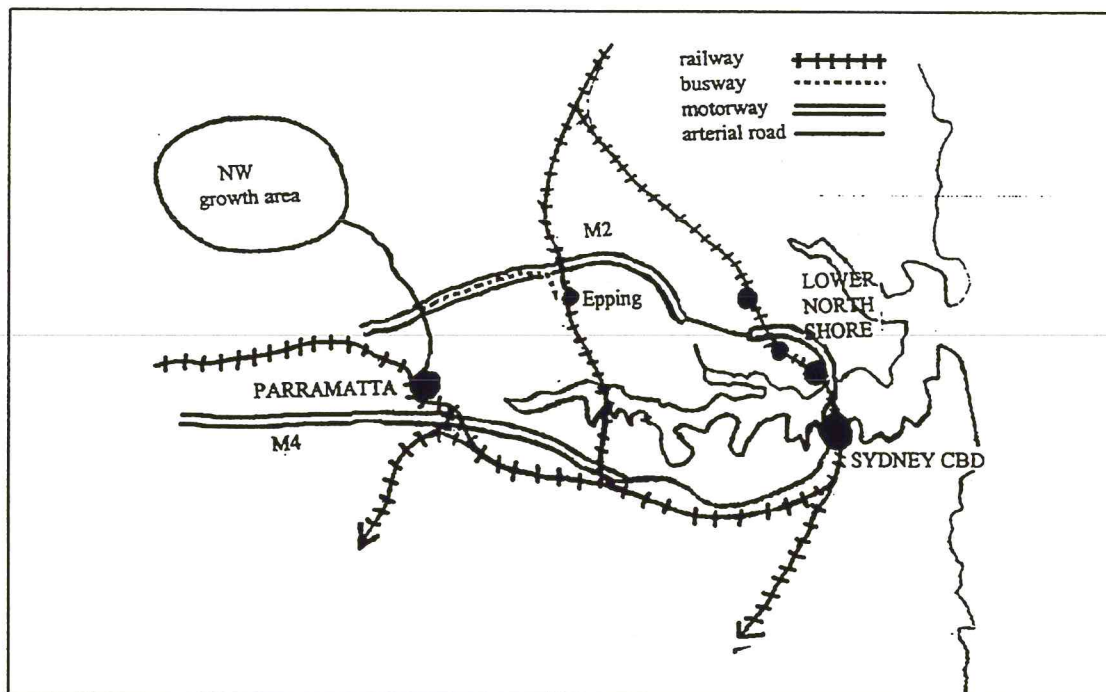 railway
busway
motorway
arterial road
NW
growth area
M2
Epping
LOWER
NORTH
SHORE
PARRAMATTA
M4
SYDNEY CBD